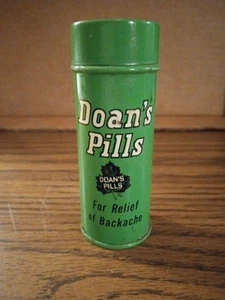 Doan's
Pills
DOAN'S
PILLS
For Relief
of Backache